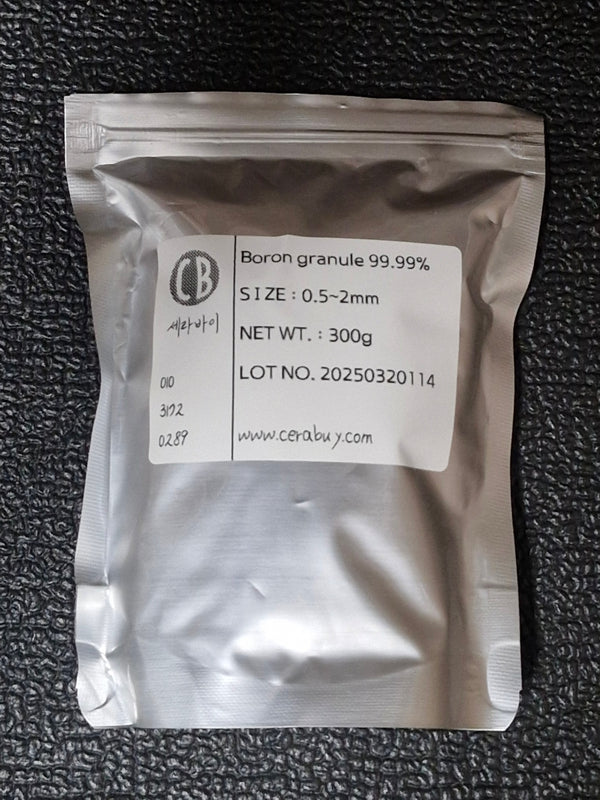 CB
세라바이
010
3172
0289
Boron granule 99.99%
SIZE : 0.5~2mm
NET WT. : 300g
LOT NO. 20250320114
www.cerabuy.com